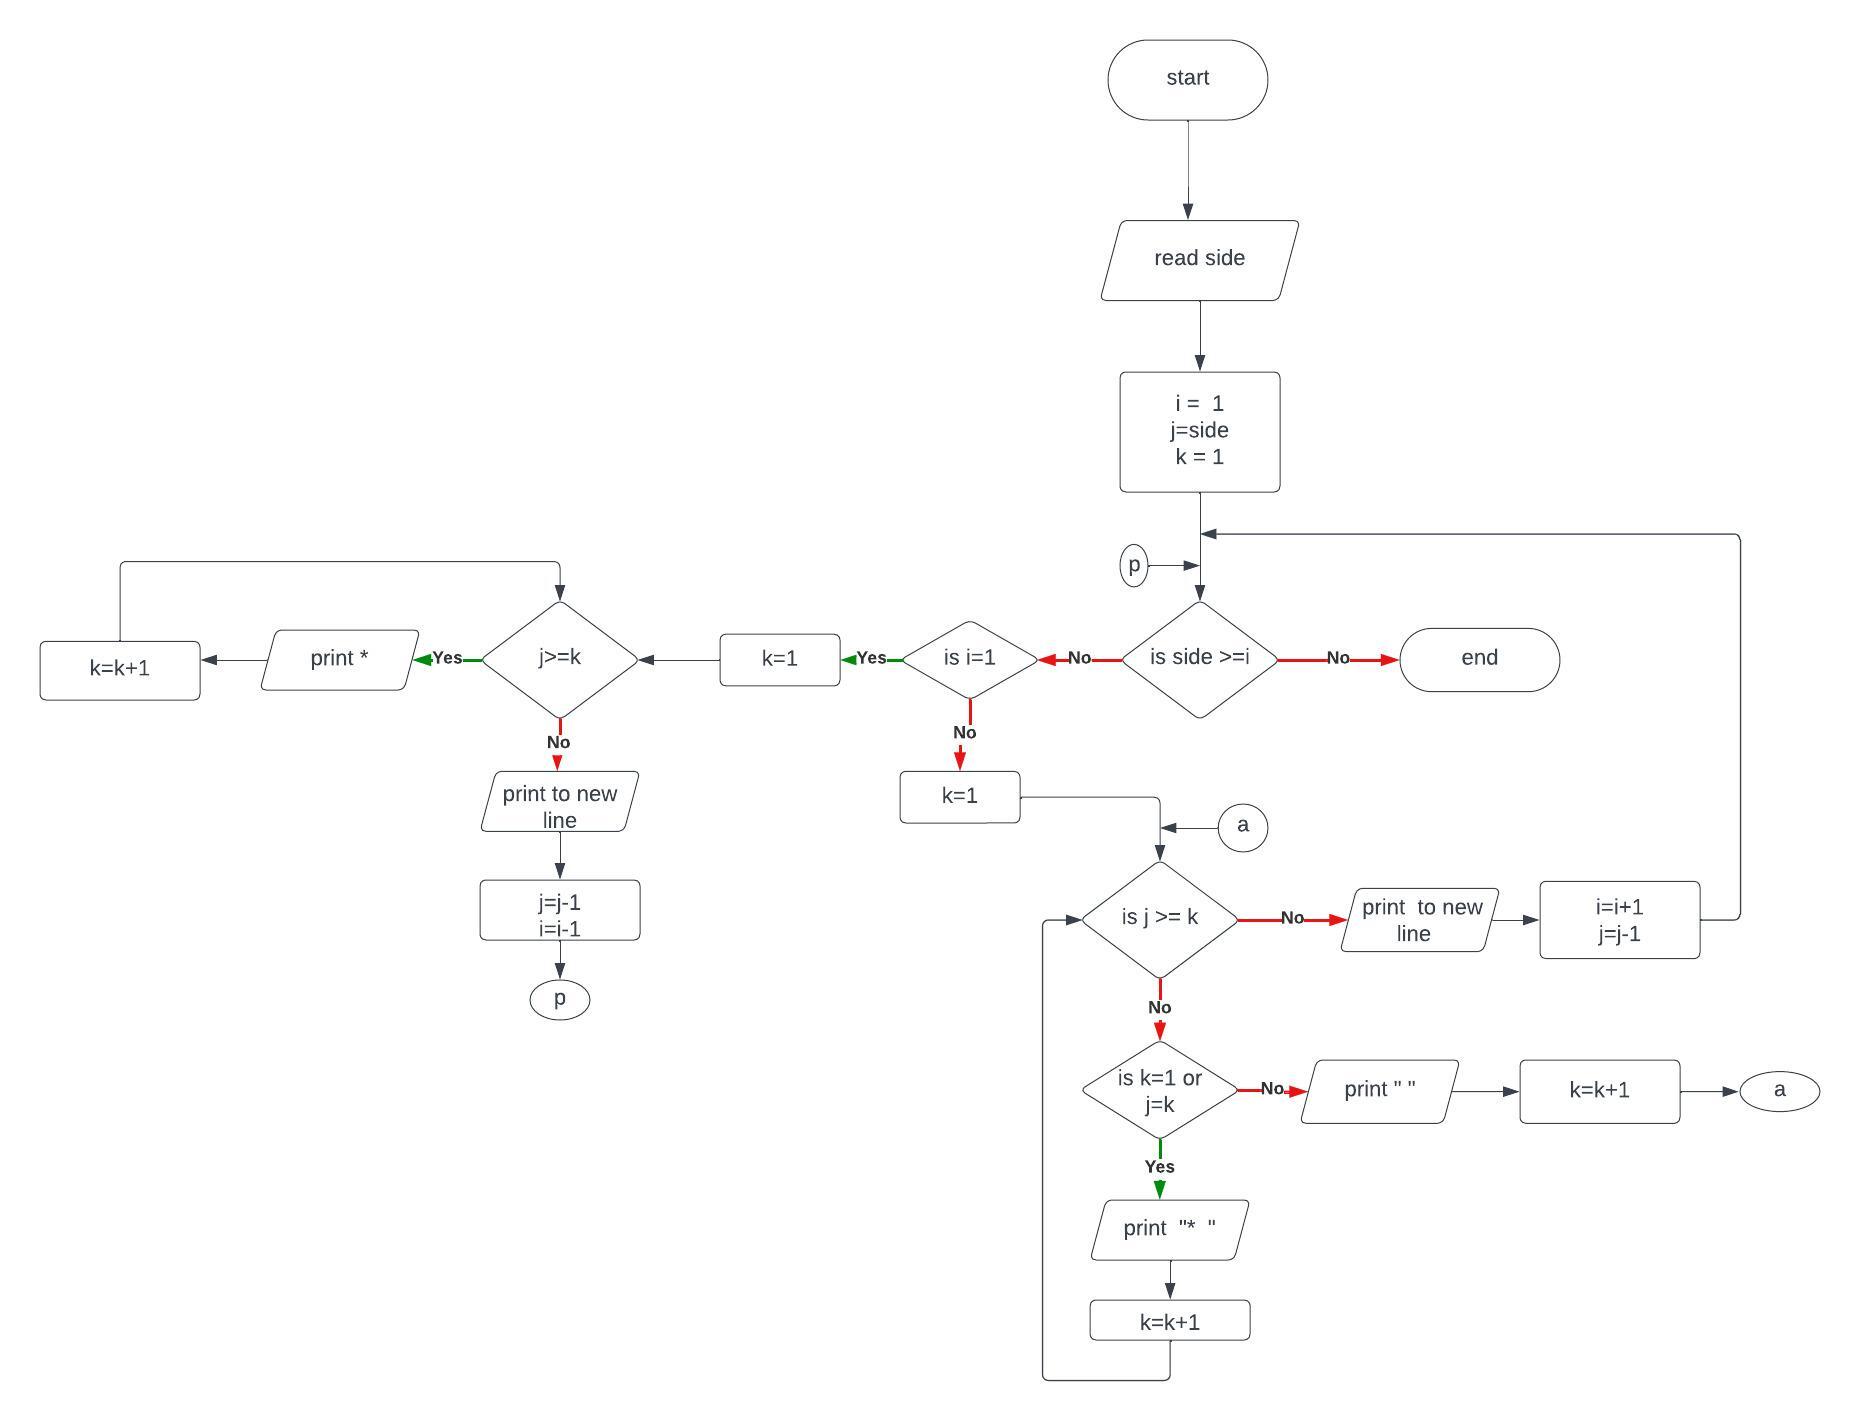 start
read side
i =  1
j=side
k = 1
p
is side >=i
No
end
No
is i=1
Yes
k=1
j>=k
Yes
print *
k=k+1
No
print to new
line
j=j-1
i=i-1
p
No
k=1
a
is j >= k
No
print  to new
line
i=i+1
j=j-1
No
is k=1 or
j=k
No
print " "
k=k+1
a
Yes
print  "*  "
k=k+1